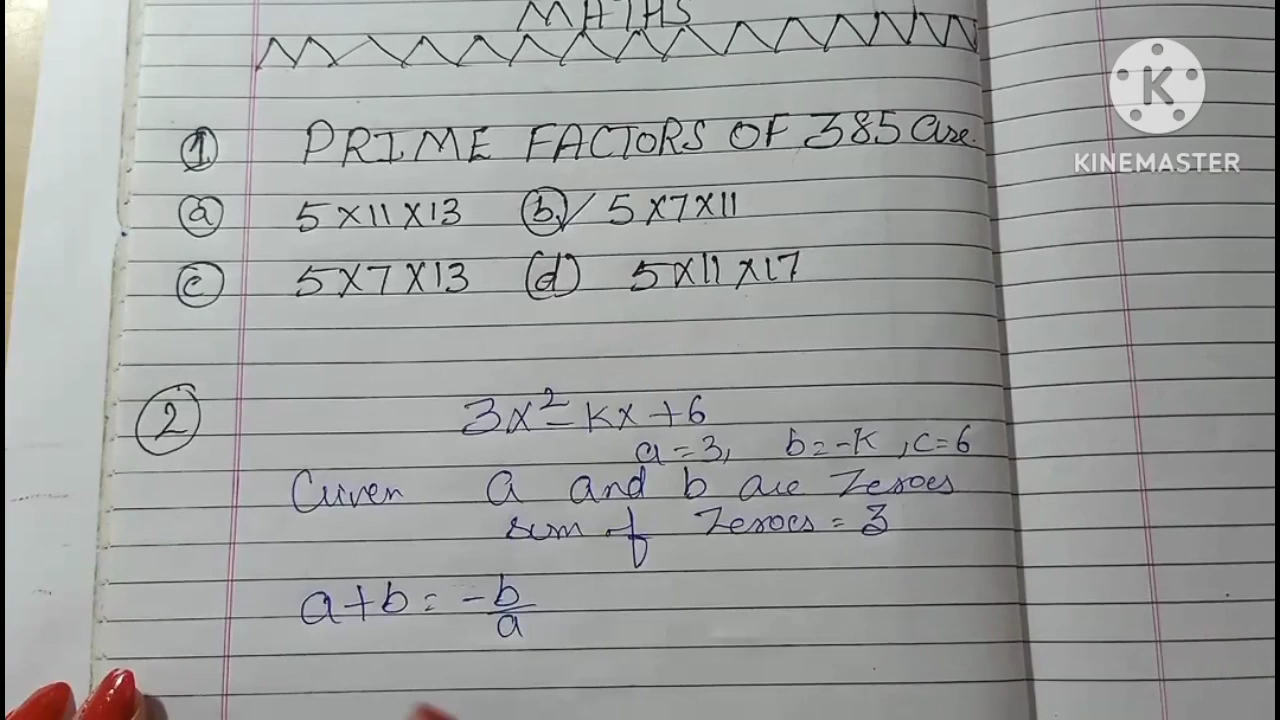 MATHS
K
KINEMASTER
① PRIME FACTORS OF 385 are.
ⓐ 5×11×13 ⓑ✓ 5×7×11
ⓒ 5×7×13 (d) 5×11×17
② 3x² - kx + 6
a = 3, b = -k, c = 6
Given a and b are zeroes
sum of zeroes = 3
a + b = -b/a